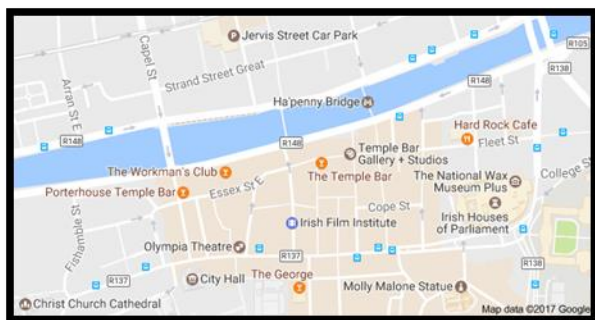 Jervis Street Car Park
Capel St
R105
Arran St E
Strand Street Great
R138
R148
Ha'penny Bridge
Hard Rock Cafe
R148
R148
Temple Bar
Gallery + Studios
Fleet St
The Workman's Club
The Temple Bar
The National Wax
Museum Plus
College St
Porterhouse Temple Bar
Essex St E
Cope St
Irish Houses
of Parliament
Fishamble St
Irish Film Institute
Olympia Theatre
R137
R138
R137
City Hall
The George
Molly Malone Statue
Christ Church Cathedral
Map data ©2017 Google